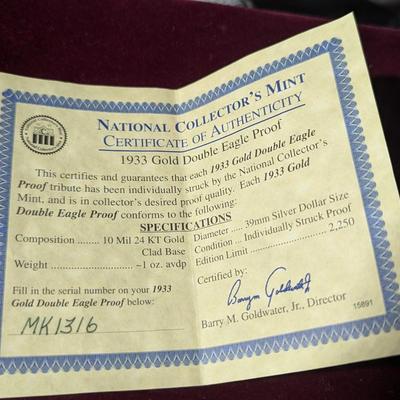 NATIONAL COLLECTOR'S MINT
CERTIFICATE OF AUTHENTICITY
1933 Gold Double Eagle Proof
This certifies and guarantees that each 1933 Gold Double Eagle
Proof tribute has been individually struck by the National Collector's
Mint, and is in collector's desired proof quality. Each 1933 Gold
Double Eagle Proof conforms to the following:
SPECIFICATIONS
Composition ........ 10 Mil 24 KT Gold
Clad Base
Weight ................. ~1 oz. avdp
Diameter .... 39mm Silver Dollar Size
Condition ... Individually Struck Proof
Edition Limit ....................... 2,250
Fill in the serial number on your 1933
Gold Double Eagle Proof below:
MK1316
Certified by:
Barry M. Goldwater, Jr., Director
15891